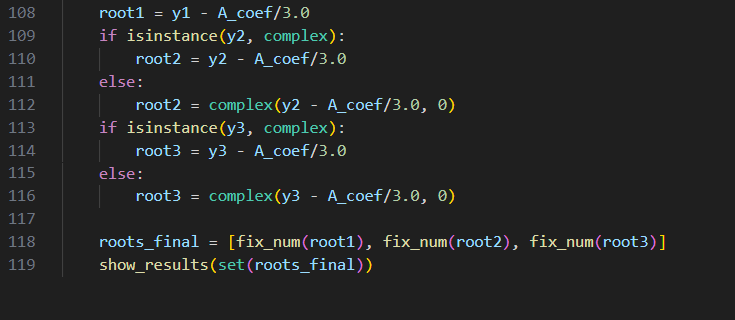 108 root1 = y1 - A_coef/3.0
109 if isinstance(y2, complex):
110 root2 = y2 - A_coef/3.0
111 else:
112 root2 = complex(y2 - A_coef/3.0, 0)
113 if isinstance(y3, complex):
114 root3 = y3 - A_coef/3.0
115 else:
116 root3 = complex(y3 - A_coef/3.0, 0)
117
118 roots_final = [fix_num(root1), fix_num(root2), fix_num(root3)]
119 show_results(set(roots_final))